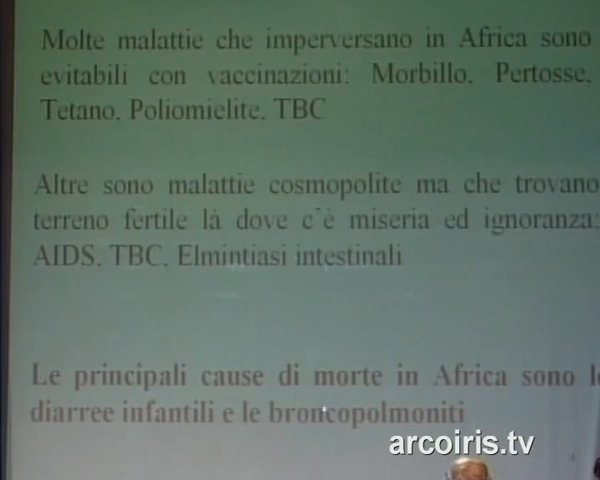 Molte malattie che imperversano in Africa sono
evitabili con vaccinazioni: Morbillo, Pertosse,
Tetano, Poliomielite, TBC
Altre sono malattie cosmopolite ma che trovano
terreno fertile là dove c'è miseria ed ignoranza:
AIDS, TBC, Elmintiasi intestinali
Le principali cause di morte in Africa sono le
diarree infantili e le broncopolmoniti
arcoiris.tv